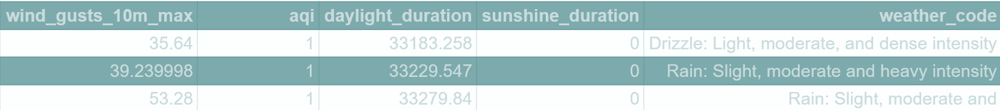 wind_gusts_10m_max aqi daylight_duration sunshine_duration weather_code
35.64 1 33183.258 0 Drizzle: Light, moderate, and dense intensity
39.239998 1 33229.547 0 Rain: Slight, moderate and heavy intensity
53.28 1 33279.84 0 Rain: Slight, moderate and